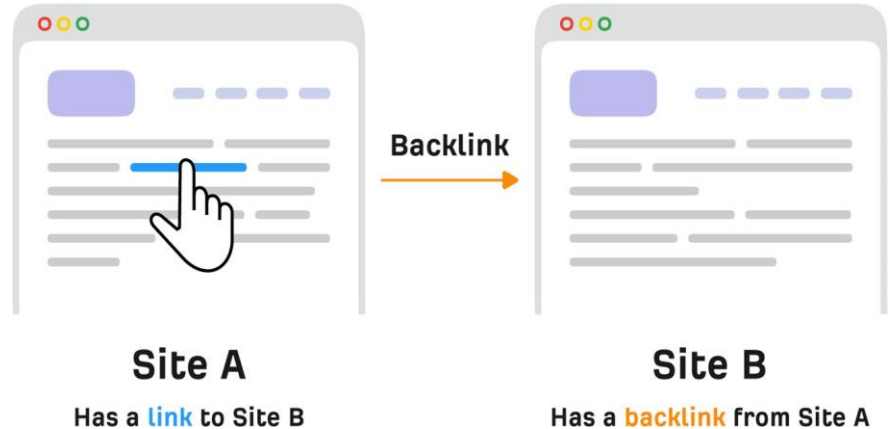 Backlink
Site A
Has a link to Site B
Site B
Has a backlink from Site A